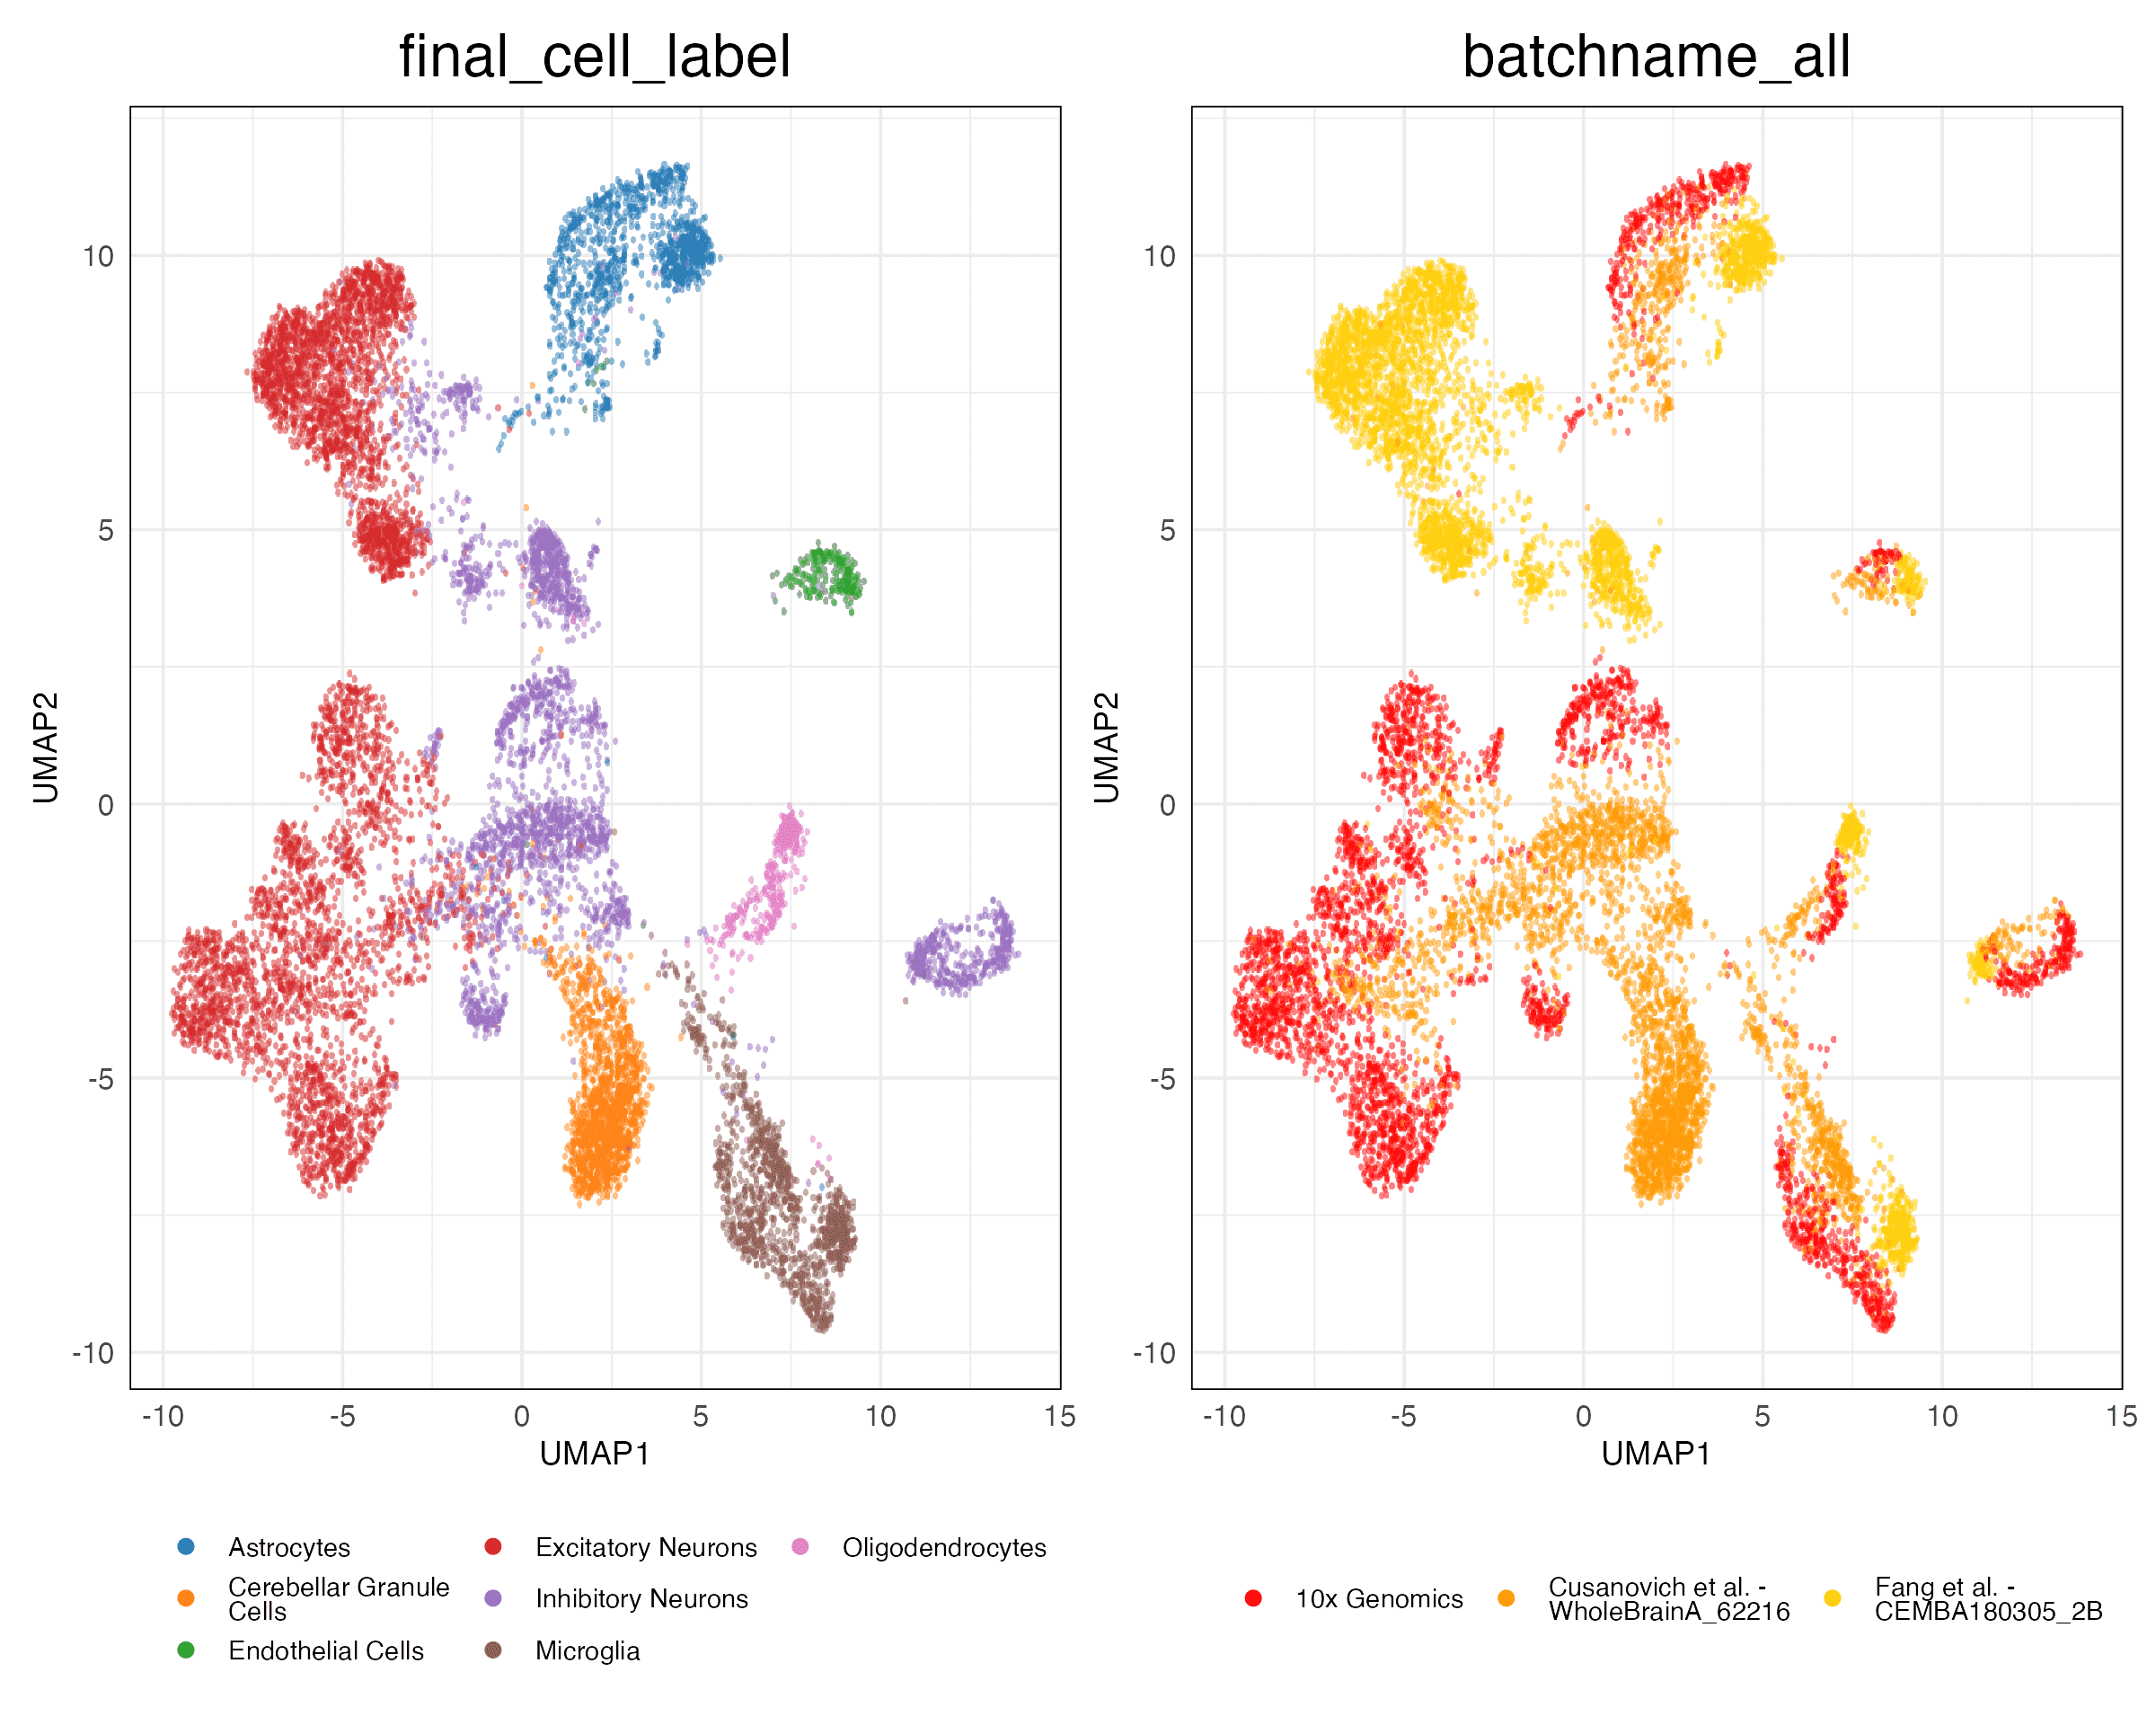 final_cell_label
batchname_all
10
5
0
-5
-10
UMAP2
-10
-5
0
5
10
15
UMAP1
10
5
0
-5
-10
UMAP2
-10
-5
0
5
10
15
UMAP1
Astrocytes
Cerebellar Granule
Cells
Endothelial Cells
Excitatory Neurons
Inhibitory Neurons
Microglia
Oligodendrocytes
10x Genomics
Cusanovich et al. -
WholeBrainA_62216
Fang et al. -
CEMBA180305_2B